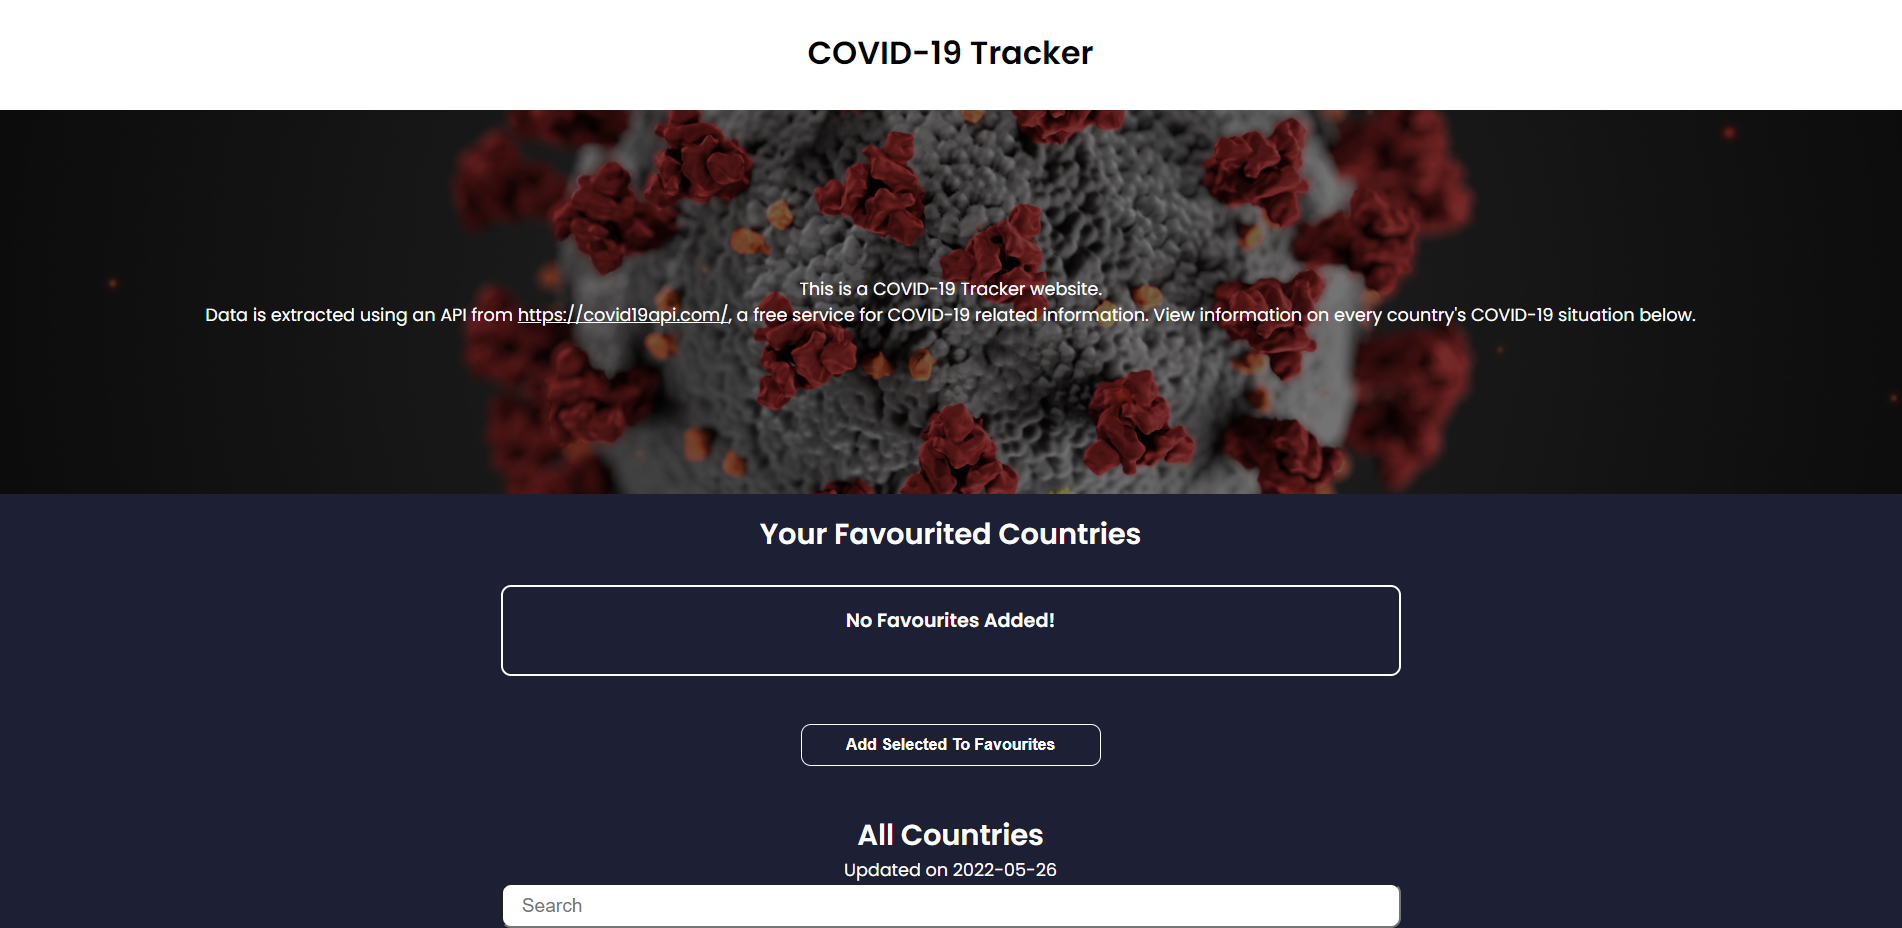 COVID-19 Tracker
This is a COVID-19 Tracker website.
Data is extracted using an API from https://covid19api.com/, a free service for COVID-19 related information. View information on every country's COVID-19 situation below.
Your Favourited Countries
No Favourites Added!
Add Selected To Favourites
All Countries
Updated on 2022-05-26
Search